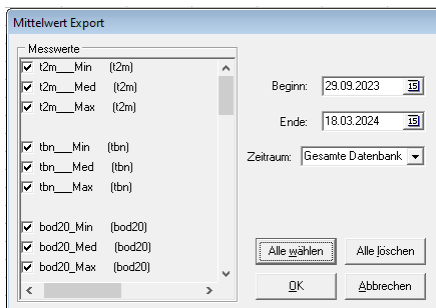 Mittelwert Export
Messwerte
t2m___Min (t2m)
t2m___Med (t2m)
t2m___Max (t2m)
tbn___Min (tbn)
tbn___Med (tbn)
tbn___Max (tbn)
bod20_Min (bod20)
bod20_Med (bod20)
bod20_Max (bod20)
Beginn: 29.09.2023 15
Ende: 18.03.2024 15
Zeitraum: Gesamte Datenbank
Alle wählen Alle löschen
OK Abbrechen